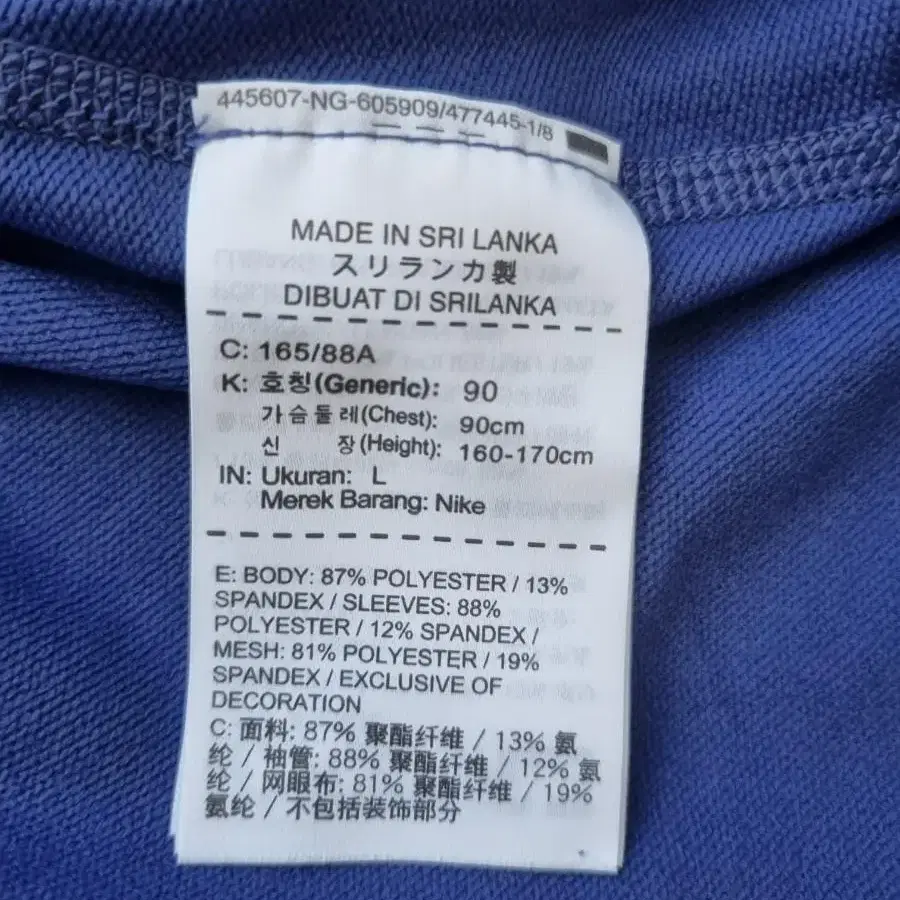 445607-NG-605909/477445-1/8
MADE IN SRI LANKA
スリランカ製
DIBUAT DI SRILANKA
C: 165/88A
K: 호칭(Generic): 90
가슴둘레(Chest): 90cm
신 장(Height): 160-170cm
IN: Ukuran: L
Merek Barang: Nike
E: BODY: 87% POLYESTER / 13%
SPANDEX / SLEEVES: 88%
POLYESTER / 12% SPANDEX /
MESH: 81% POLYESTER / 19%
SPANDEX / EXCLUSIVE OF
DECORATION
C: 面料: 87% 聚酯纤维 / 13% 氨
纶 / 袖管: 88% 聚酯纤维 / 12% 氨
纶 / 网眼布: 81% 聚酯纤维 / 19%
氨纶 / 不包括装饰部分